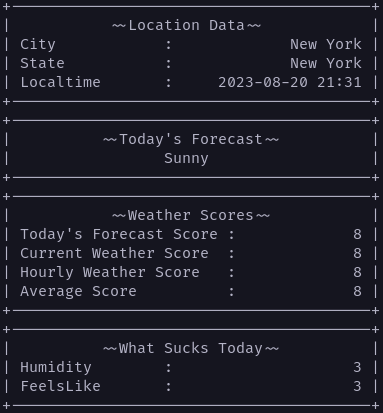 ~~Location Data~~
City : New York
State : New York
Localtime : 2023-08-20 21:31
~~Today's Forecast~~
Sunny
~~Weather Scores~~
Today's Forecast Score : 8
Current Weather Score : 8
Hourly Weather Score : 8
Average Score : 8
~~What Sucks Today~~
Humidity : 3
FeelsLike : 3